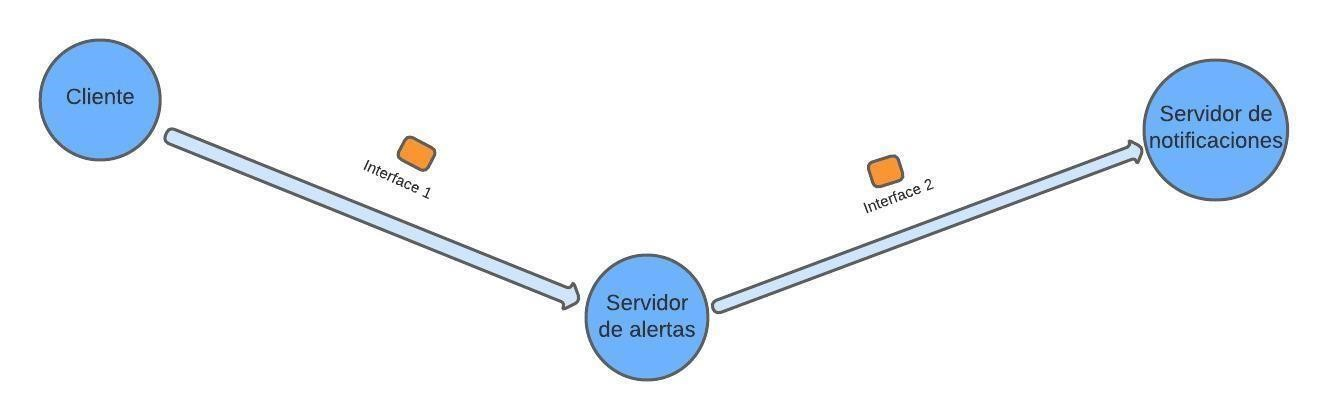 Cliente
Interface 1
Servidor
de alertas
Interface 2
Servidor de
notificaciones